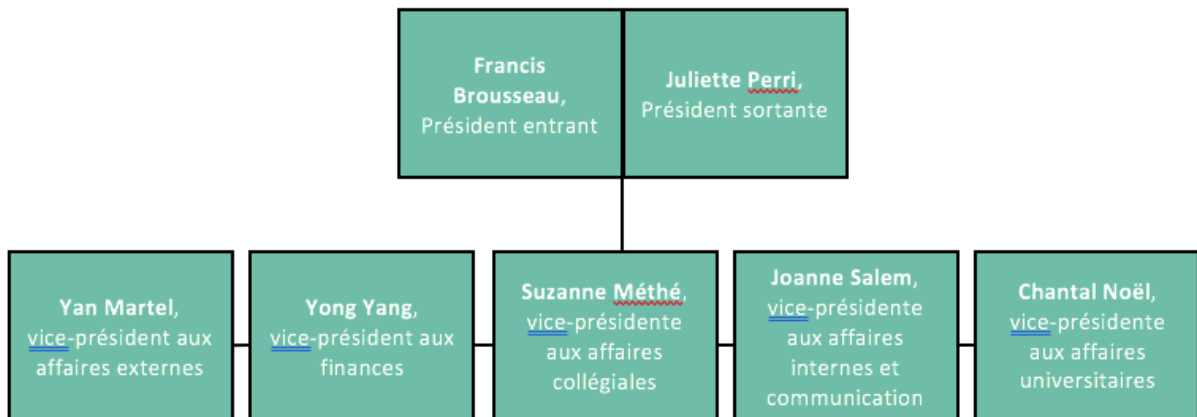 Francis
Brousseau,
Président entrant
Juliette Perri,
Président sortante
Yan Martel,
vice-président aux
affaires externes
Yong Yang,
vice-président aux
finances
Suzanne Méthé,
vice-présidente
aux affaires
collégiales
Joanne Salem,
vice-présidente
aux affaires
internes et
communication
Chantal Noël,
vice-présidente
aux affaires
universitaires